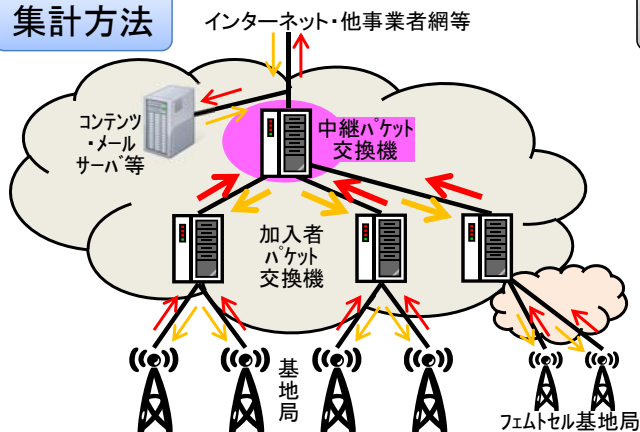 集計方法
インターネット・他事業者網等
コンテンツ
・メール
サーバ等
中継パケット
交換機
加入者
パケット
交換機
基
地
局
フェムトセル基地局